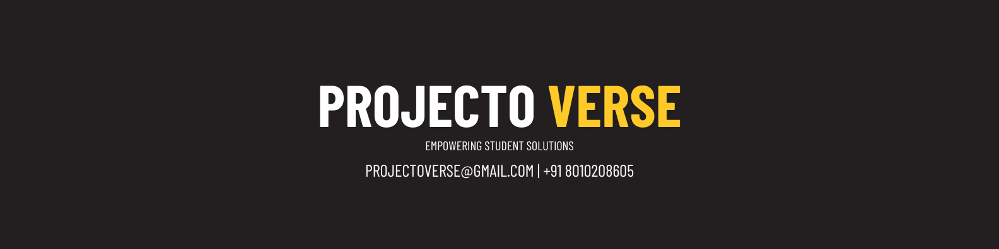 PROJECTO VERSE
EMPOWERING STUDENT SOLUTIONS
PROJECTOVERSE@GMAIL.COM | +91 8010208605